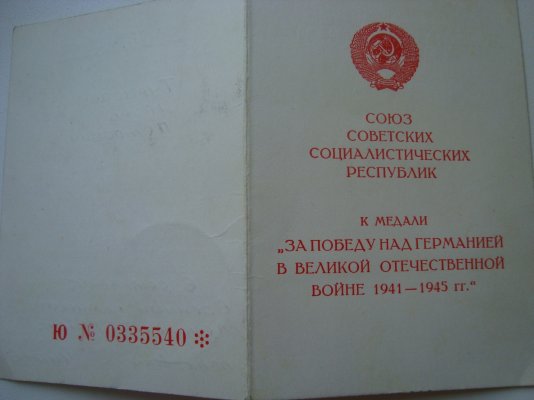 СОЮЗ
СОВЕТСКИХ
СОЦИАЛИСТИЧЕСКИХ
РЕСПУБЛИК
К МЕДАЛИ
„ЗА ПОБЕДУ НАД ГЕРМАНИЕЙ
В ВЕЛИКОЙ ОТЕЧЕСТВЕННОЙ
ВОЙНЕ 1941—1945 гг.“
Ю № 0335540 *